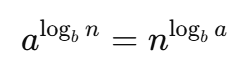 a^{\log_b n} = n^{\log_b a}